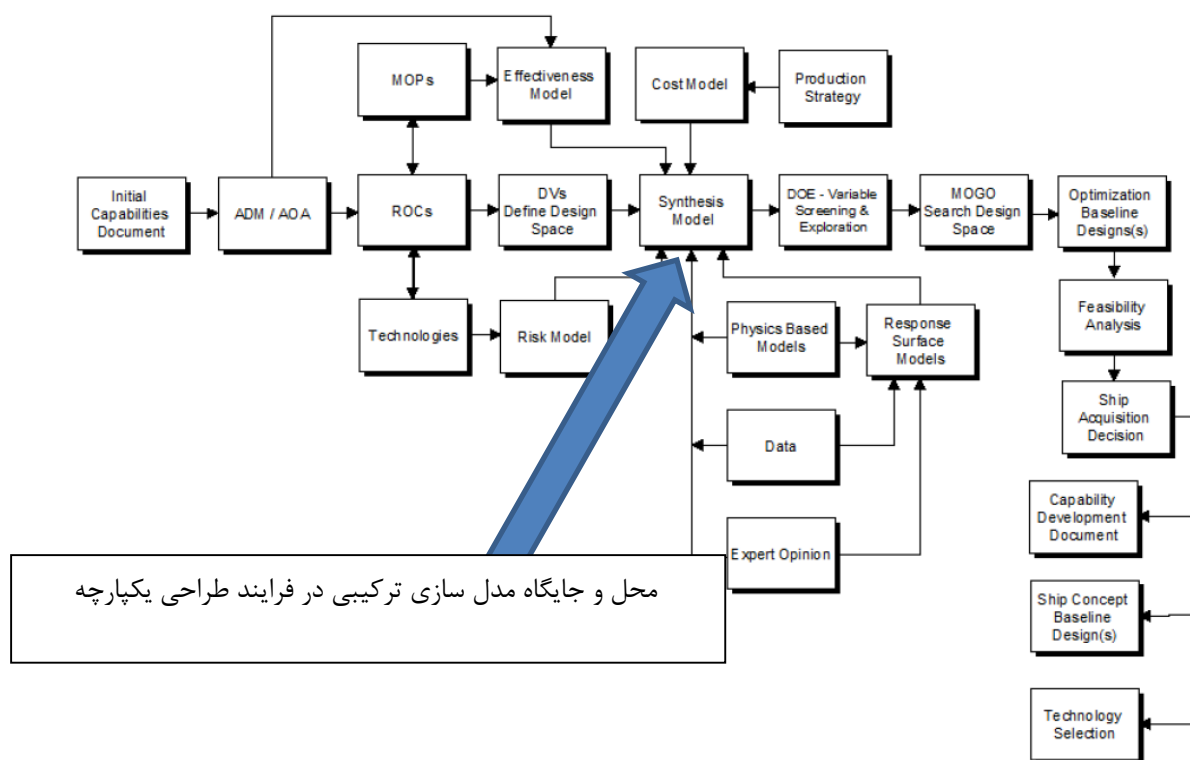 MOPs
Effectiveness
Model
Cost Model
Production
Strategy
Initial
Capabilities
Document
ADM / AOA
ROCs
DVs
Define Design
Space
Synthesis
Model
DOE - Variable
Screening &
Exploration
MOGO
Search Design
Space
Optimization
Baseline
Designs(s)
Technologies
Risk Model
Physics Based
Models
Response
Surface
Models
Feasibility
Analysis
Ship
Acquisition
Decision
Data
Expert Opinion
Capability
Development
Document
Ship Concept
Baseline
Design(s)
Technology
Selection
محل و جایگاه مدل سازی ترکیبی در فرایند طراحی یکپارچه